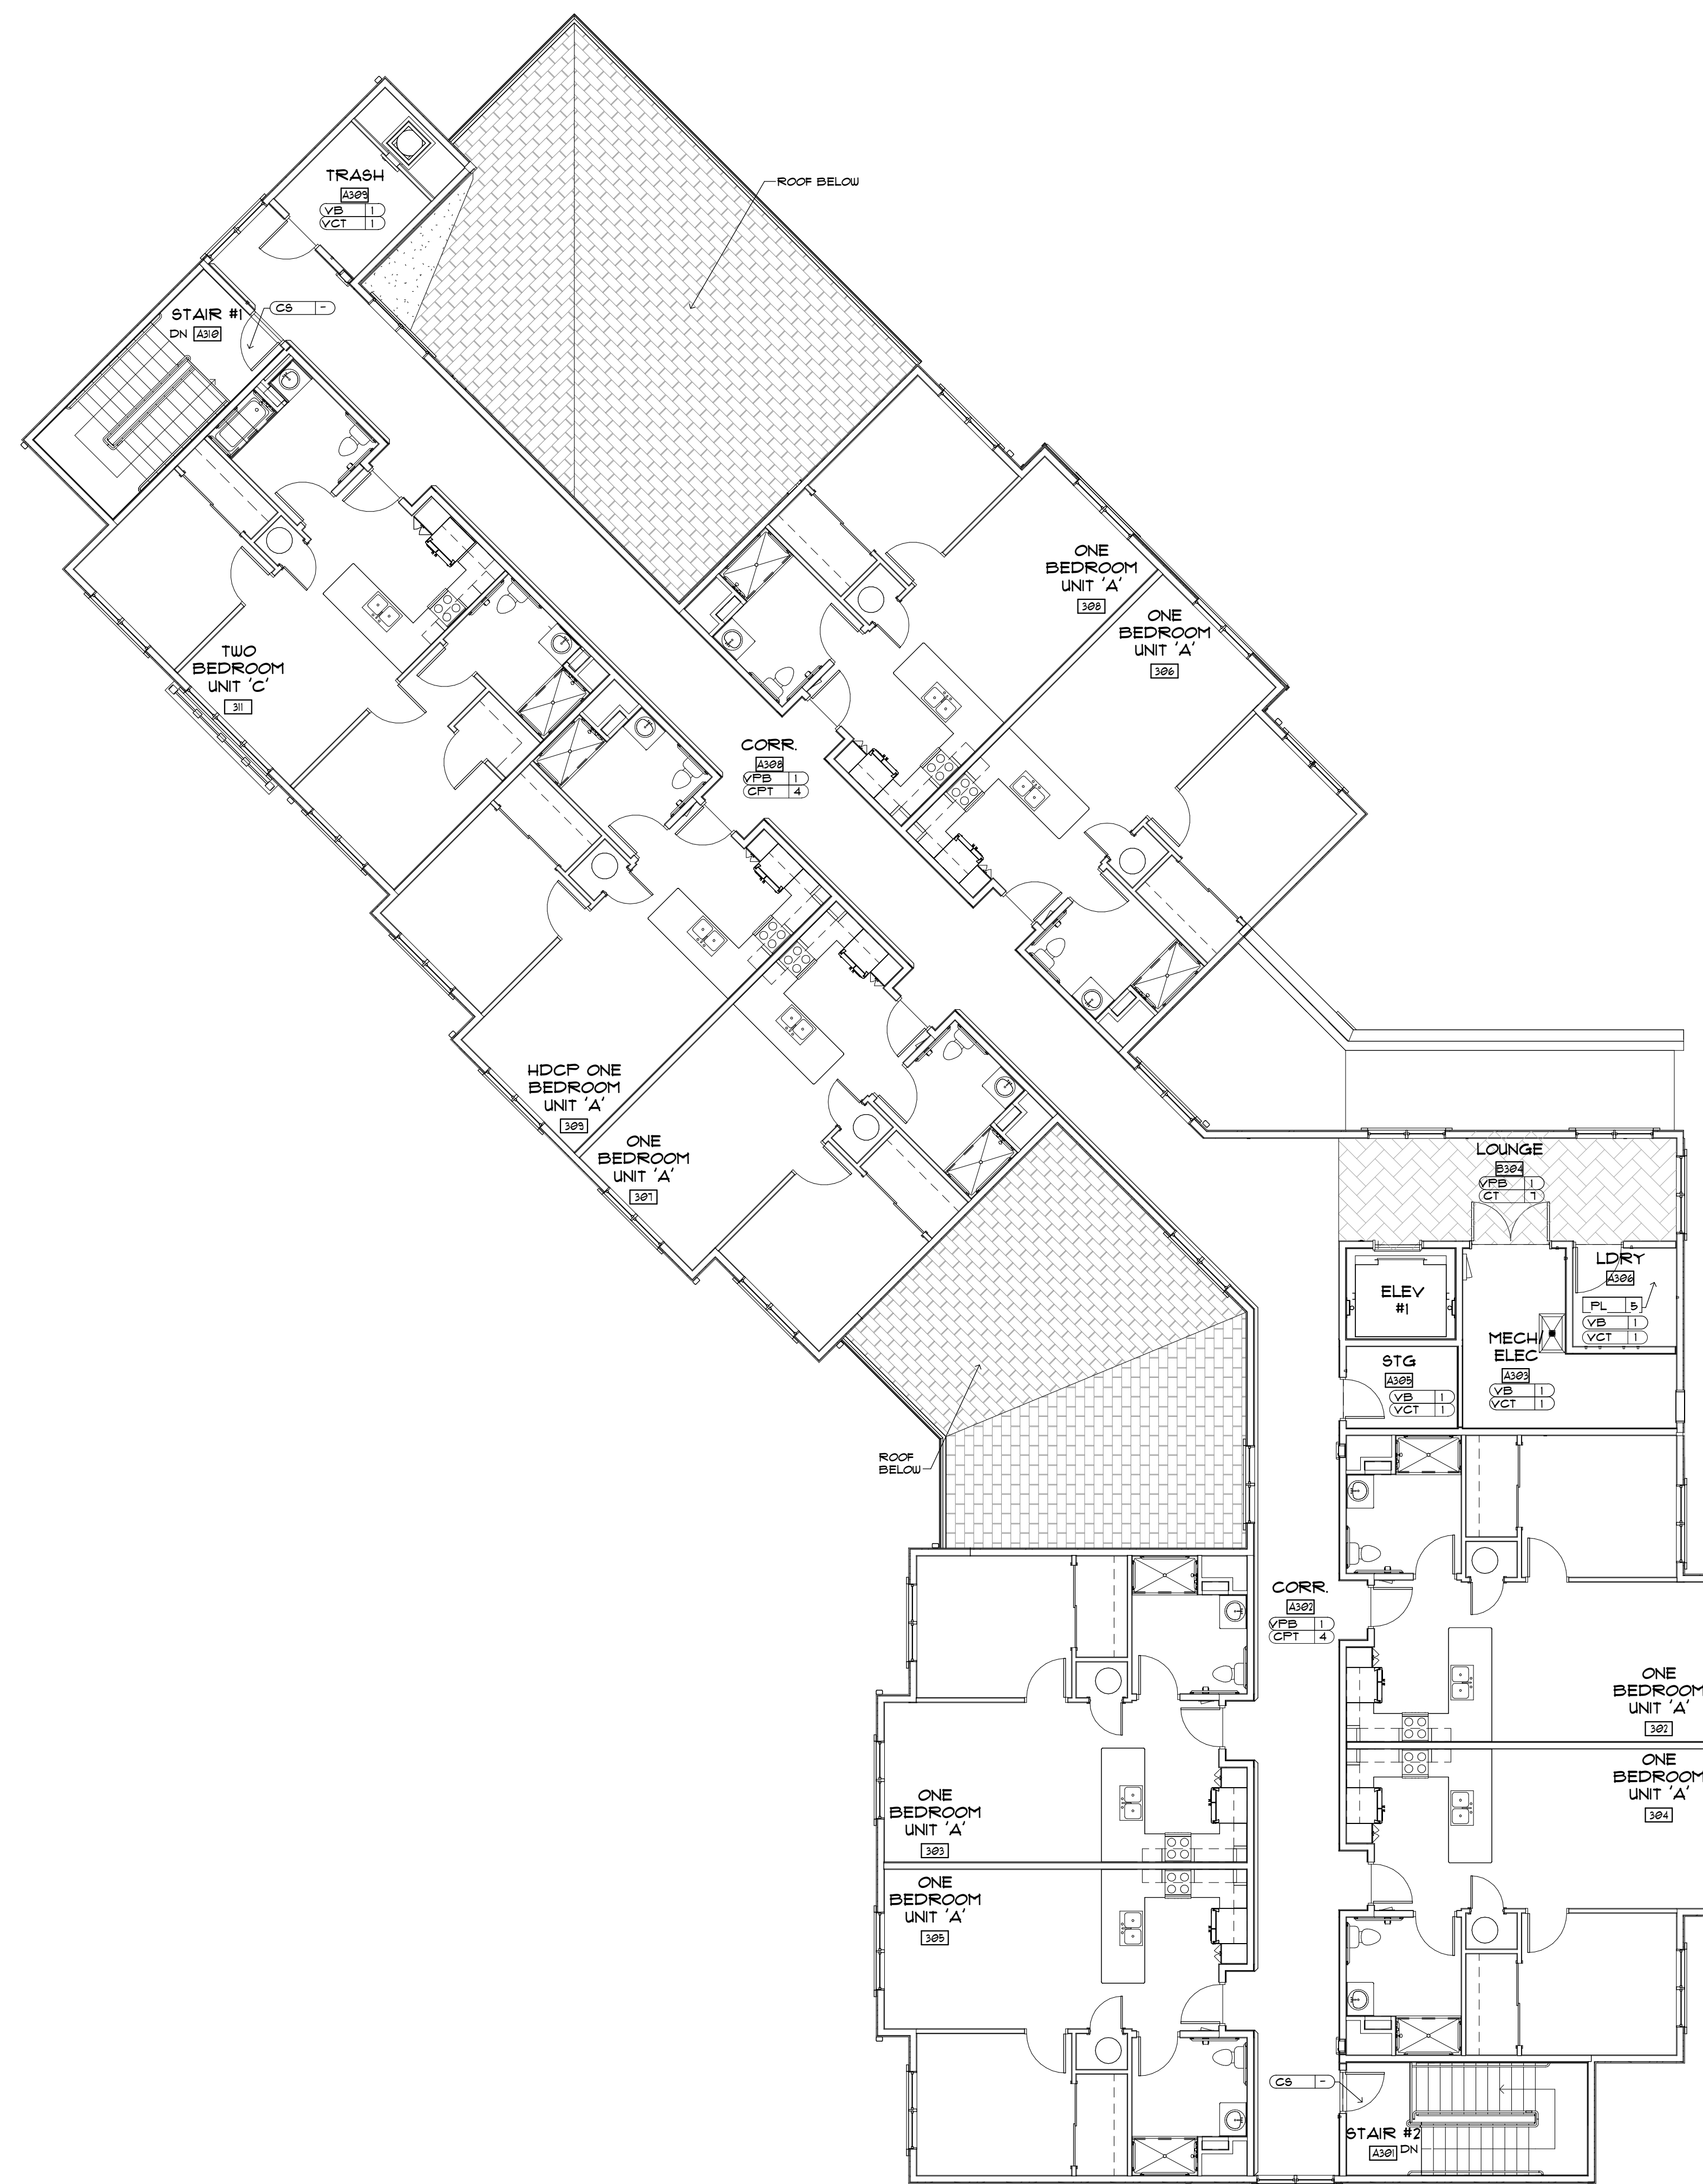 ROOF BELOW
TRASH
A309
VB 1
VCT 1
STAIR #1
DN A310
CS -
ONE
BEDROOM
UNIT 'A'
308
ONE
BEDROOM
UNIT 'A'
306
TWO
BEDROOM
UNIT 'C'
311
CORR.
A308
VPB 1
CPT 4
HDCP ONE
BEDROOM
UNIT 'A'
309
ONE
BEDROOM
UNIT 'A'
307
LOUNGE
B304
VPB 1
CT 7
LDRY
A306
PL 5
VB 1
VCT 1
ELEV
#1
MECH/
ELEC
A303
VB 1
VCT 1
STG
A305
VB 1
VCT 1
ROOF
BELOW
CORR.
A302
VPB 1
CPT 4
ONE
BEDROOM
UNIT 'A'
302
ONE
BEDROOM
UNIT 'A'
304
ONE
BEDROOM
UNIT 'A'
303
ONE
BEDROOM
UNIT 'A'
305
CS -
STAIR #2
A301 DN